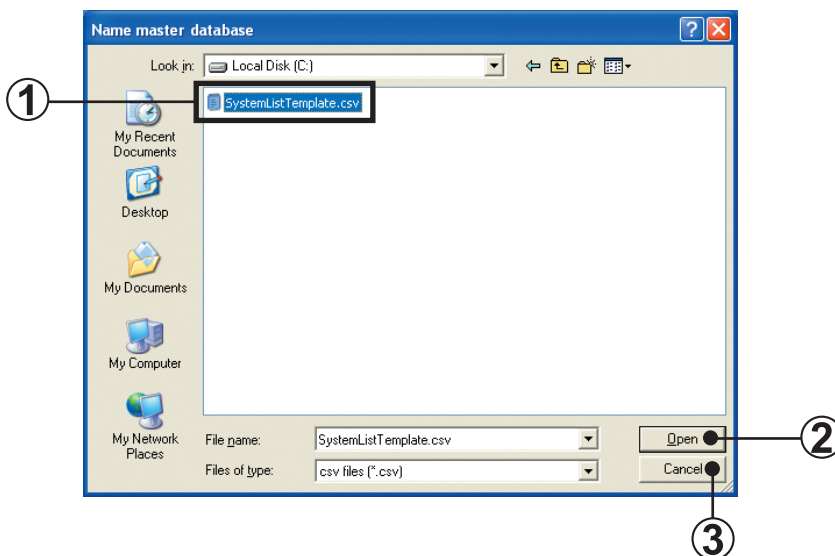 Name master database
Look in: Local Disk (C:)
1
SystemListTemplate.csv
My Recent
Documents
Desktop
My Documents
My Computer
My Network
Places
File name: SystemListTemplate.csv Open
2
Files of type: csv files (*.csv) Cancel
3